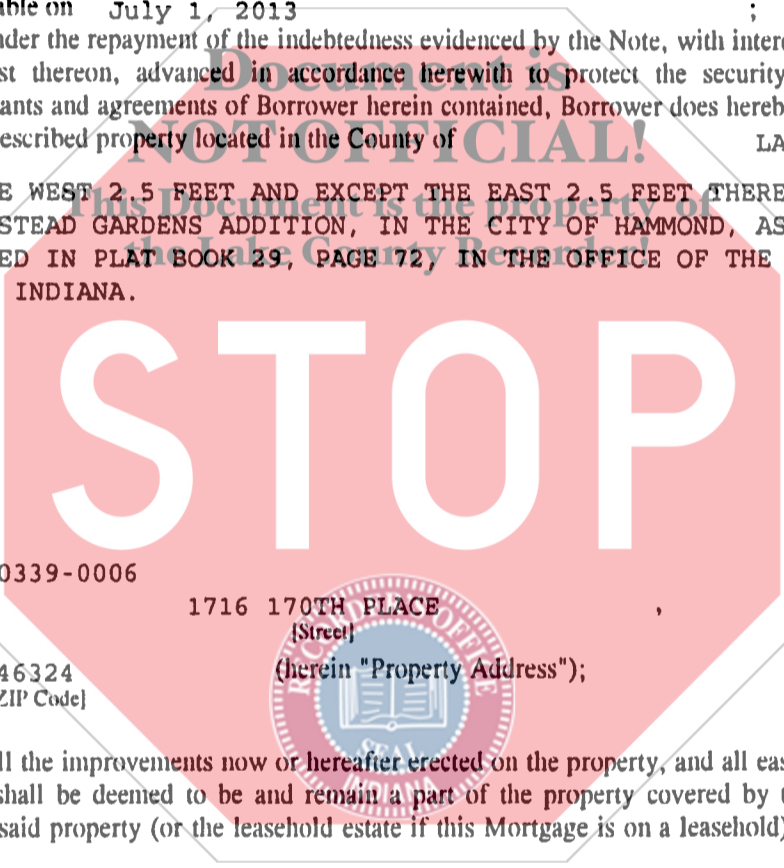 able on July 1, 2013 ;
nder the repayment of the indebtedness evidenced by the Note, with intere
st thereon, advanced in accordance herewith to protect the security
ants and agreements of Borrower herein contained, Borrower does hereb
escribed property located in the County of LA
E WEST 2.5 FEET AND EXCEPT THE EAST 2.5 FEET THERE
STEAD GARDENS ADDITION, IN THE CITY OF HAMMOND, AS
ED IN PLAT BOOK 29, PAGE 72, IN THE OFFICE OF THE
INDIANA.
Document is
NOT OFFICIAL!
This Document is the property of
the Lake County Recorder!
STOP
0339-0006
1716 170TH PLACE ,
[Street]
46324 (herein "Property Address");
ZIP Code]
RECORDER'S OFFICE
SEAL
INDIANA
ll the improvements now or hereafter erected on the property, and all eas
shall be deemed to be and remain a part of the property covered by t
said property (or the leasehold estate if this Mortgage is on a leasehold)